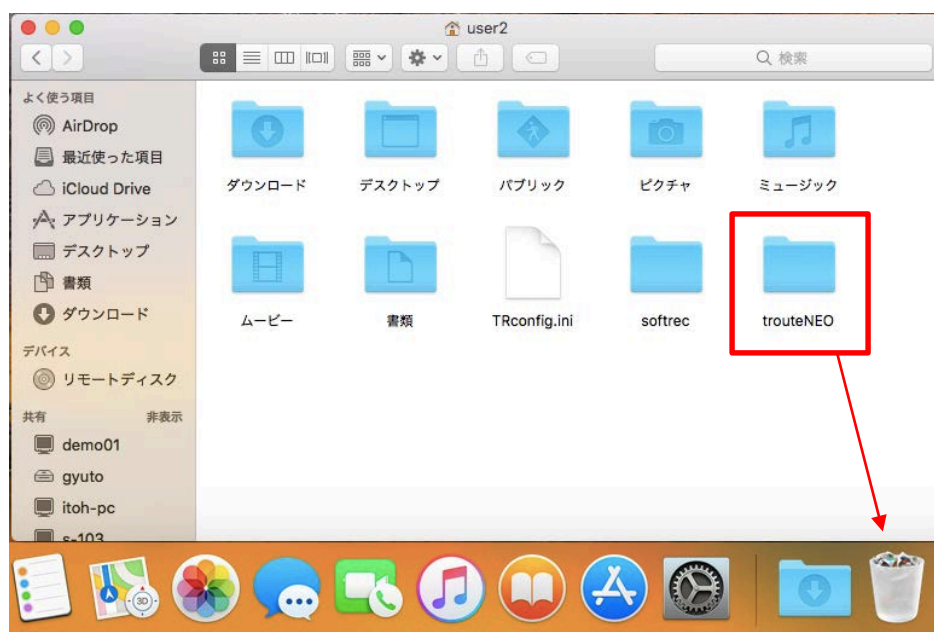 user2
検索
よく使う項目
AirDrop
最近使った項目
iCloud Drive
アプリケーション
デスクトップ
書類
ダウンロード
デバイス
リモートディスク
共有 非表示
demo01
gyuto
itoh-pc
s-103
ダウンロード デスクトップ パブリック ピクチャ ミュージック
ムービー 書類 TRconfig.ini softrec trouteNEO
3D